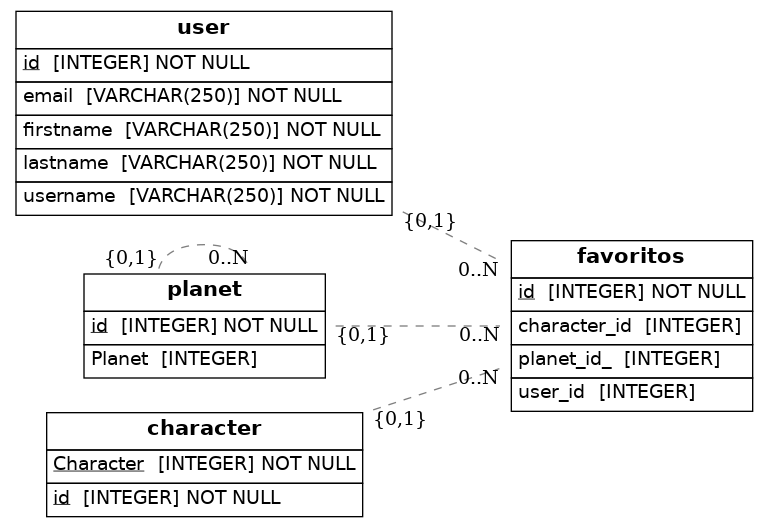 user
id [INTEGER] NOT NULL
email [VARCHAR(250)] NOT NULL
firstname [VARCHAR(250)] NOT NULL
lastname [VARCHAR(250)] NOT NULL
username [VARCHAR(250)] NOT NULL
{0,1}
0..N
{0,1}
0..N
planet
id [INTEGER] NOT NULL
Planet [INTEGER]
{0,1}
0..N
favoritos
id [INTEGER] NOT NULL
character_id [INTEGER]
planet_id_ [INTEGER]
user_id [INTEGER]
0..N
{0,1}
character
Character [INTEGER] NOT NULL
id [INTEGER] NOT NULL